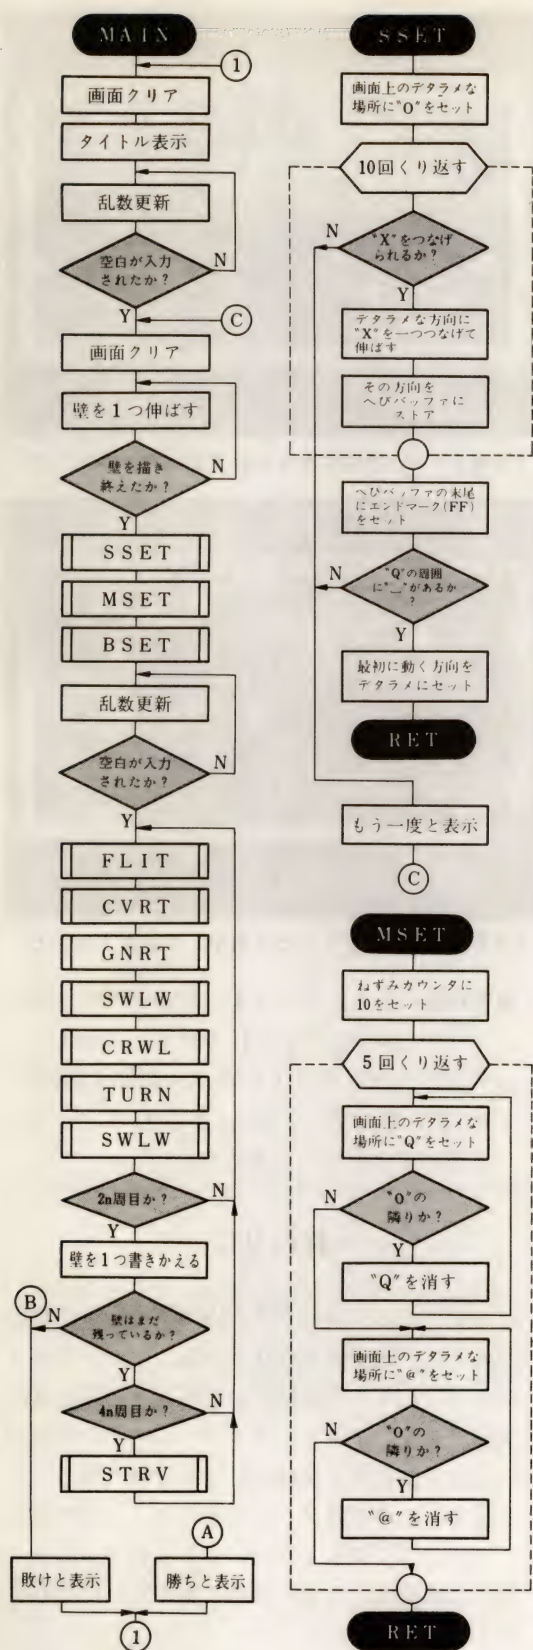 MAIN
1
画面クリア
タイトル表示
乱数更新
空白が入力
されたか？
N
Y
C
画面クリア
壁を1つ伸ばす
壁を描き
終えたか？
N
Y
SSET
MSET
BSET
乱数更新
空白が入力
されたか？
N
Y
FLIT
CVRT
GNRT
SWLW
CRWL
TURN
SWLW
2n周目か？
N
Y
壁を1つ書きかえる
B
N
壁はまだ
残っているか？
Y
4n周目か？
N
Y
STRV
A
敗けと表示
勝ちと表示
1
SSET
画面上のデタラメな
場所に"O"をセット
10回くり返す
N
"X"をつなげ
られるか？
Y
デタラメな方向に
"X"を一つつなげて
伸ばす
その方向を
へびバッファに
ストア
へびバッファの末尾
にエンドマーク(FF)
をセット
N
"Q"の周囲
に"_"があるか
？
Y
最初に動く方向を
デタラメにセット
RET
もう一度と表示
C
MSET
ねずみカウンタに
10をセット
5回くり返す
画面上のデタラメな
場所に"Q"をセット
N
"O"の
隣りか？
Y
"Q"を消す
画面上のデタラメな
場所に"@"をセット
N
"O"の
隣りか？
Y
"@"を消す
RET